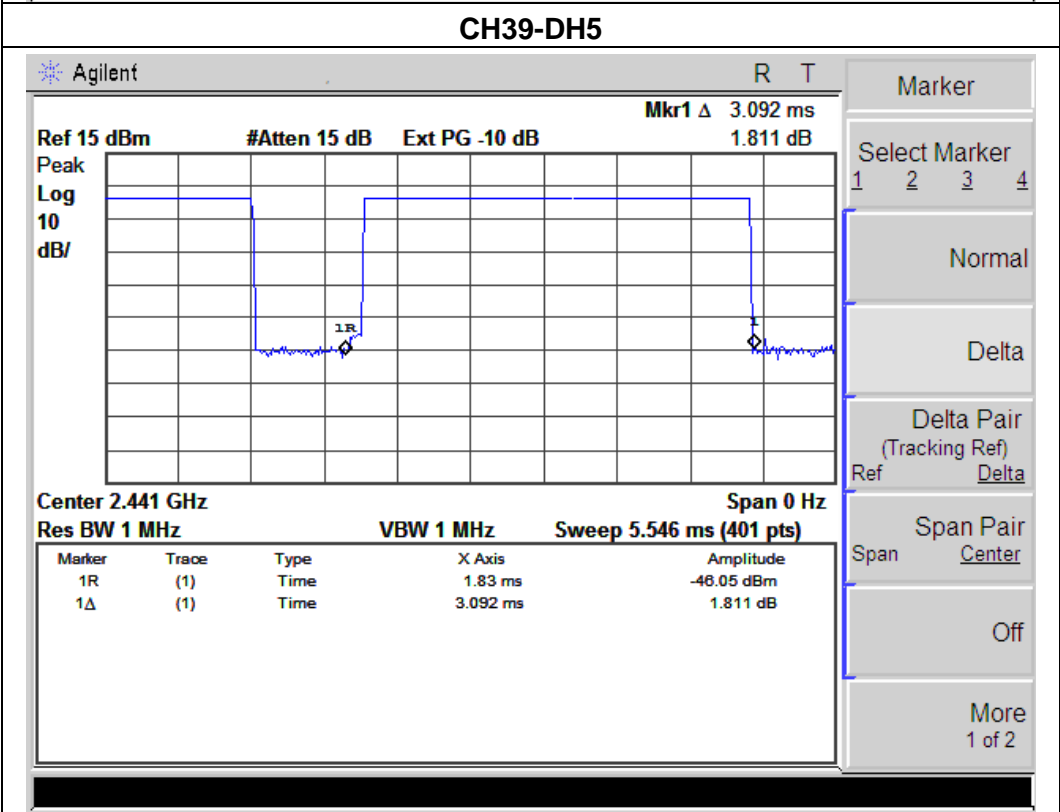 CH39-DH5
Agilent R T
Mkr1 Δ 3.092 ms
Ref 15 dBm #Atten 15 dB Ext PG -10 dB 1.811 dB
Peak
Log
10
dB/
1R
1
Center 2.441 GHz Span 0 Hz
Res BW 1 MHz VBW 1 MHz Sweep 5.546 ms (401 pts)
Marker Trace Type X Axis Amplitude
1R (1) Time 1.83 ms -46.05 dBm
1Δ (1) Time 3.092 ms 1.811 dB
Marker
Select Marker
1 2 3 4
Normal
Delta
Delta Pair
(Tracking Ref)
Ref Delta
Span Pair
Span Center
Off
More
1 of 2